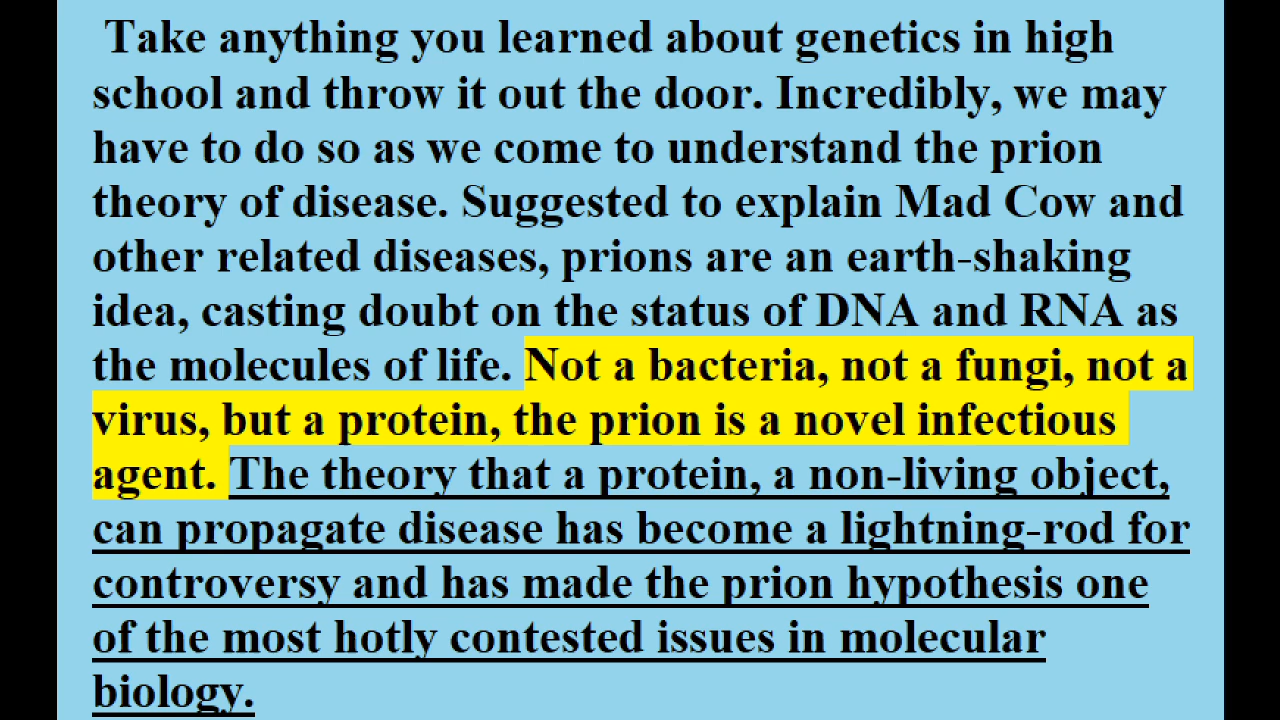 Take anything you learned about genetics in high
school and throw it out the door. Incredibly, we may
have to do so as we come to understand the prion
theory of disease. Suggested to explain Mad Cow and
other related diseases, prions are an earth-shaking
idea, casting doubt on the status of DNA and RNA as
the molecules of life. Not a bacteria, not a fungi, not a
virus, but a protein, the prion is a novel infectious
agent. The theory that a protein, a non-living object,
can propagate disease has become a lightning-rod for
controversy and has made the prion hypothesis one
of the most hotly contested issues in molecular
biology.